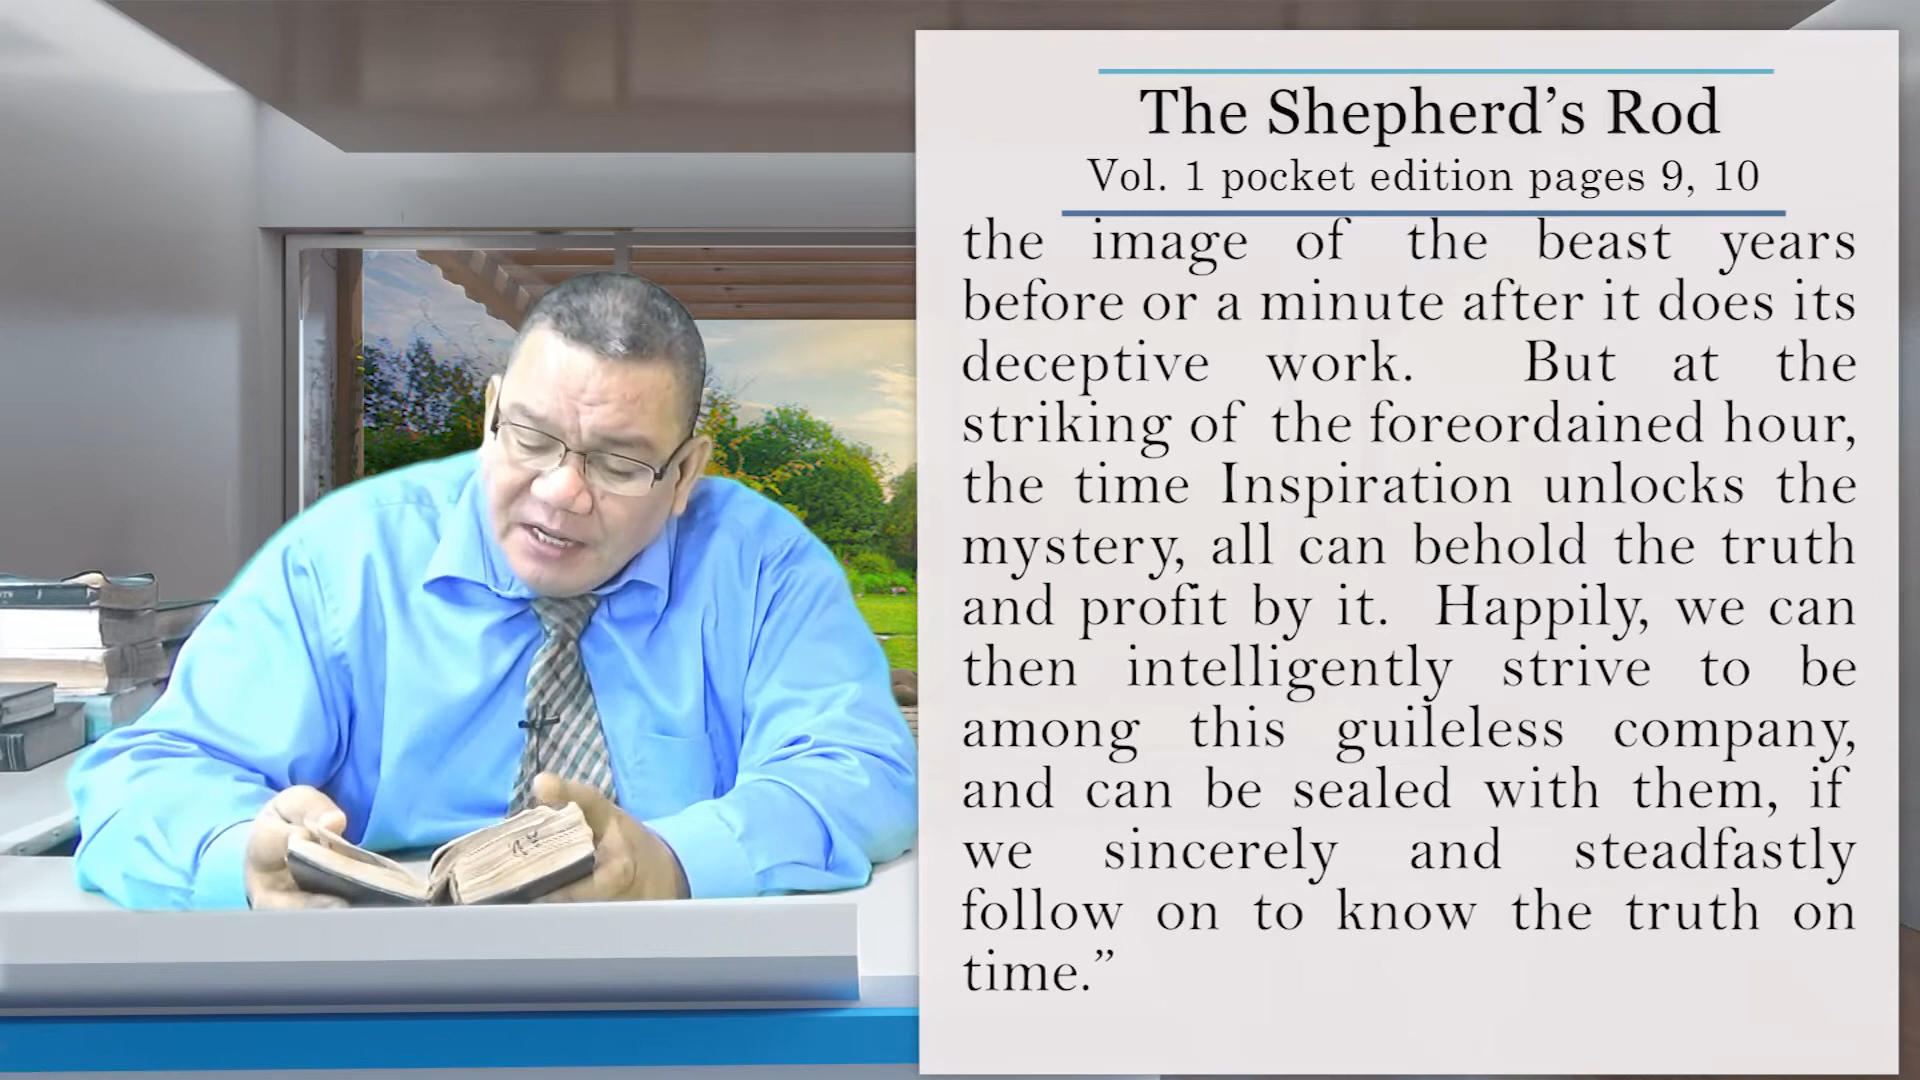 The Shepherd’s Rod
Vol. 1 pocket edition pages 9, 10
the image of the beast years
before or a minute after it does its
deceptive work. But at the
striking of the foreordained hour,
the time Inspiration unlocks the
mystery, all can behold the truth
and profit by it. Happily, we can
then intelligently strive to be
among this guileless company,
and can be sealed with them, if
we sincerely and steadfastly
follow on to know the truth on
time.”